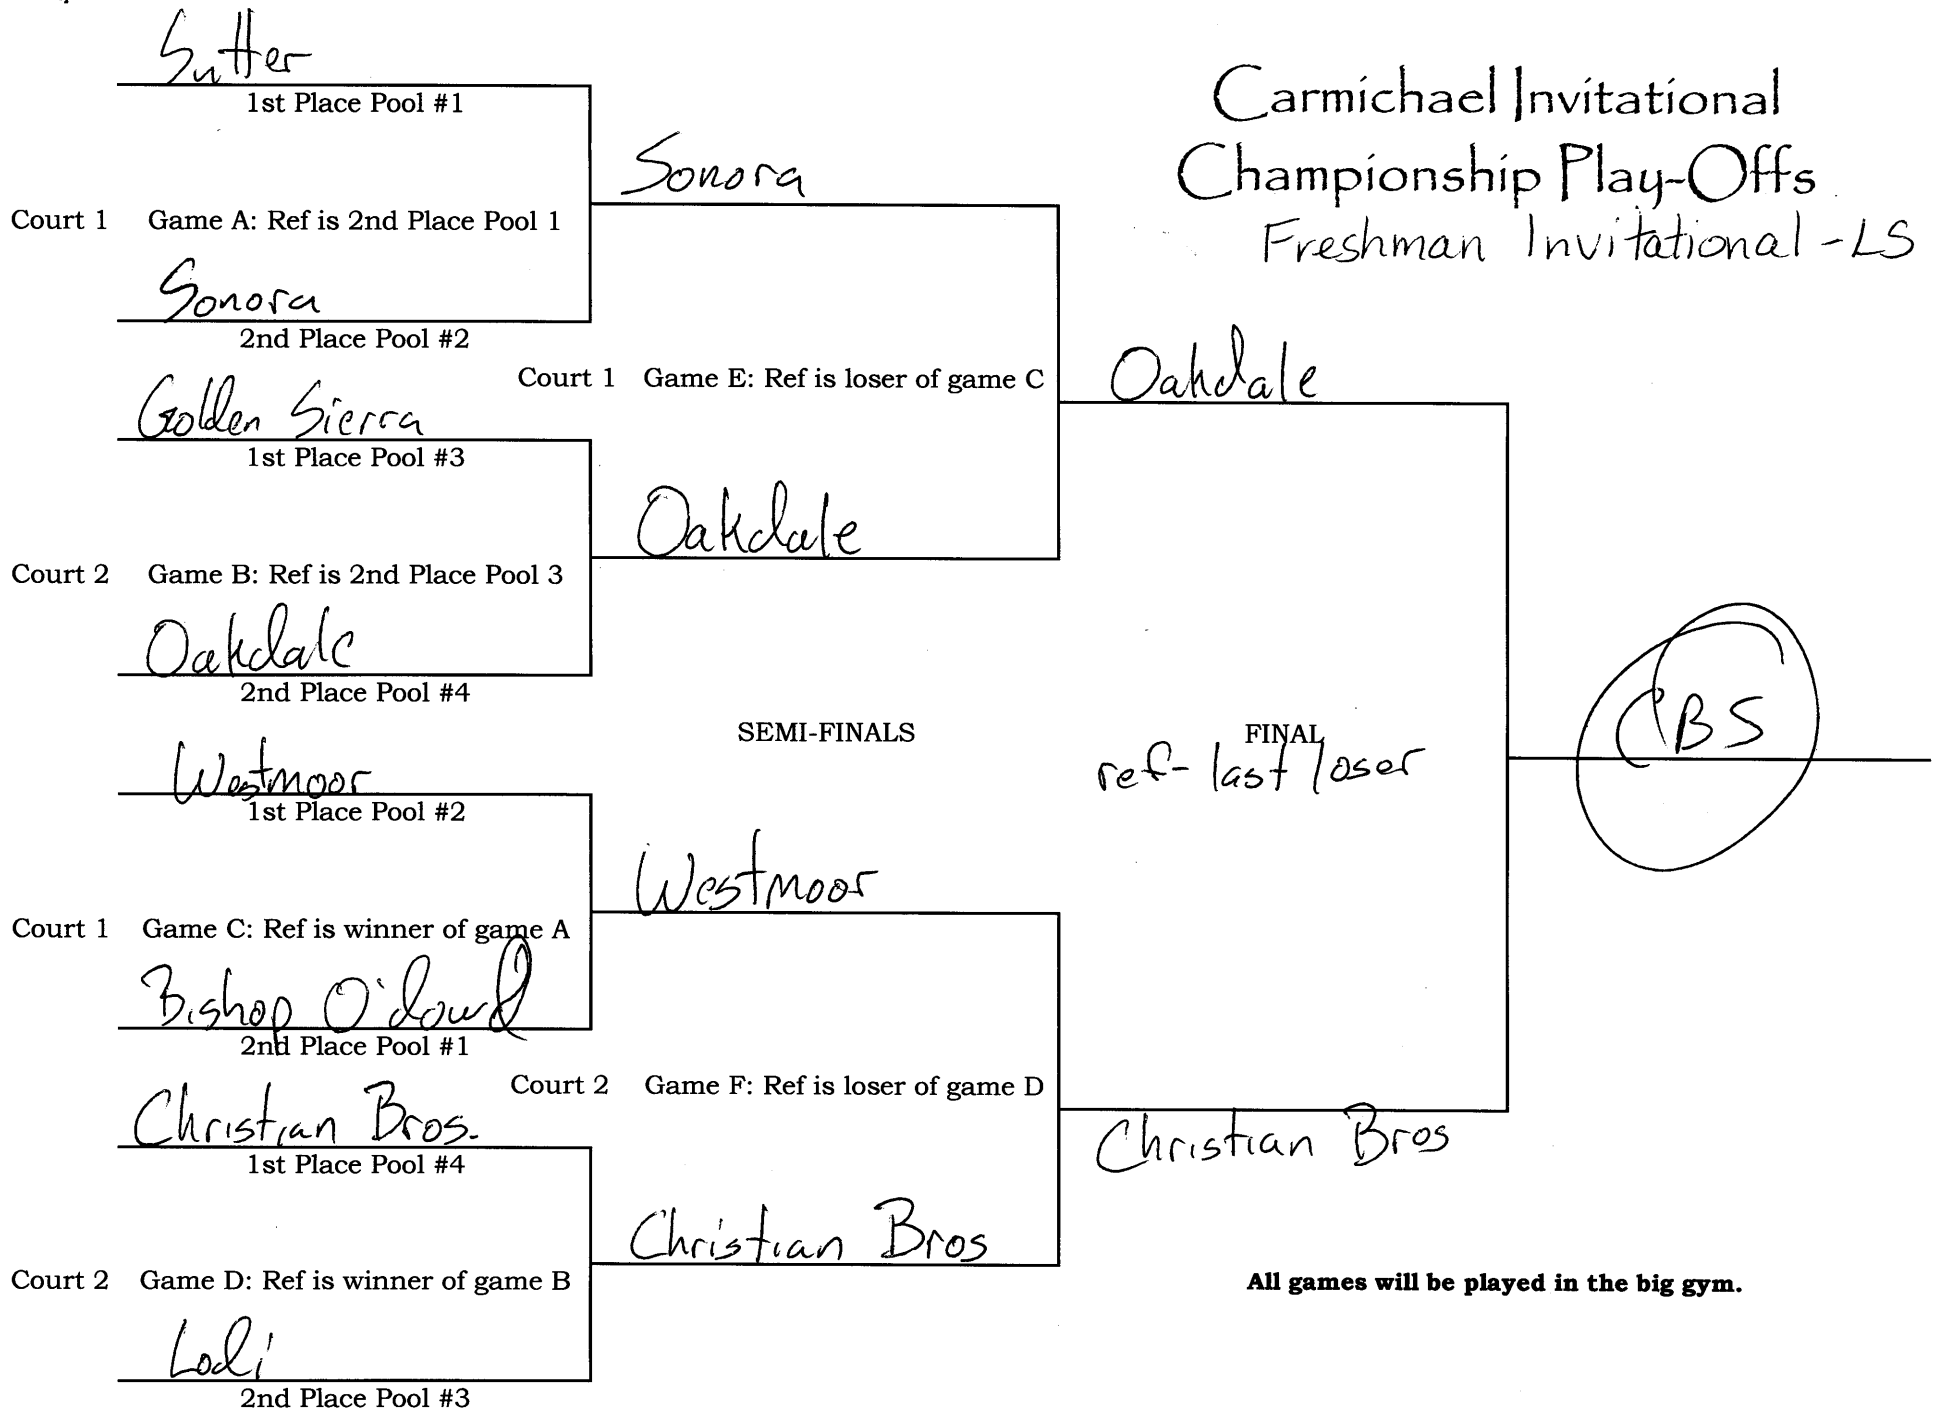 Sutter
1st Place Pool #1
Carmichael Invitational
Championship Play-Offs
Freshman Invitational - LS
Sonora
Court 1 Game A: Ref is 2nd Place Pool 1
Sonora
2nd Place Pool #2
Court 1 Game E: Ref is loser of game C
Oakdale
Golden Sierra
1st Place Pool #3
Oakdale
Court 2 Game B: Ref is 2nd Place Pool 3
Oakdale
2nd Place Pool #4
SEMI-FINALS
FINAL
ref- last loser
CBS
Westmoor
1st Place Pool #2
Westmoor
Court 1 Game C: Ref is winner of game A
Bishop O'dowd
2nd Place Pool #1
Court 2 Game F: Ref is loser of game D
Christian Bros.
1st Place Pool #4
Christian Bros
Christian Bros
Court 2 Game D: Ref is winner of game B
All games will be played in the big gym.
Lodi
2nd Place Pool #3